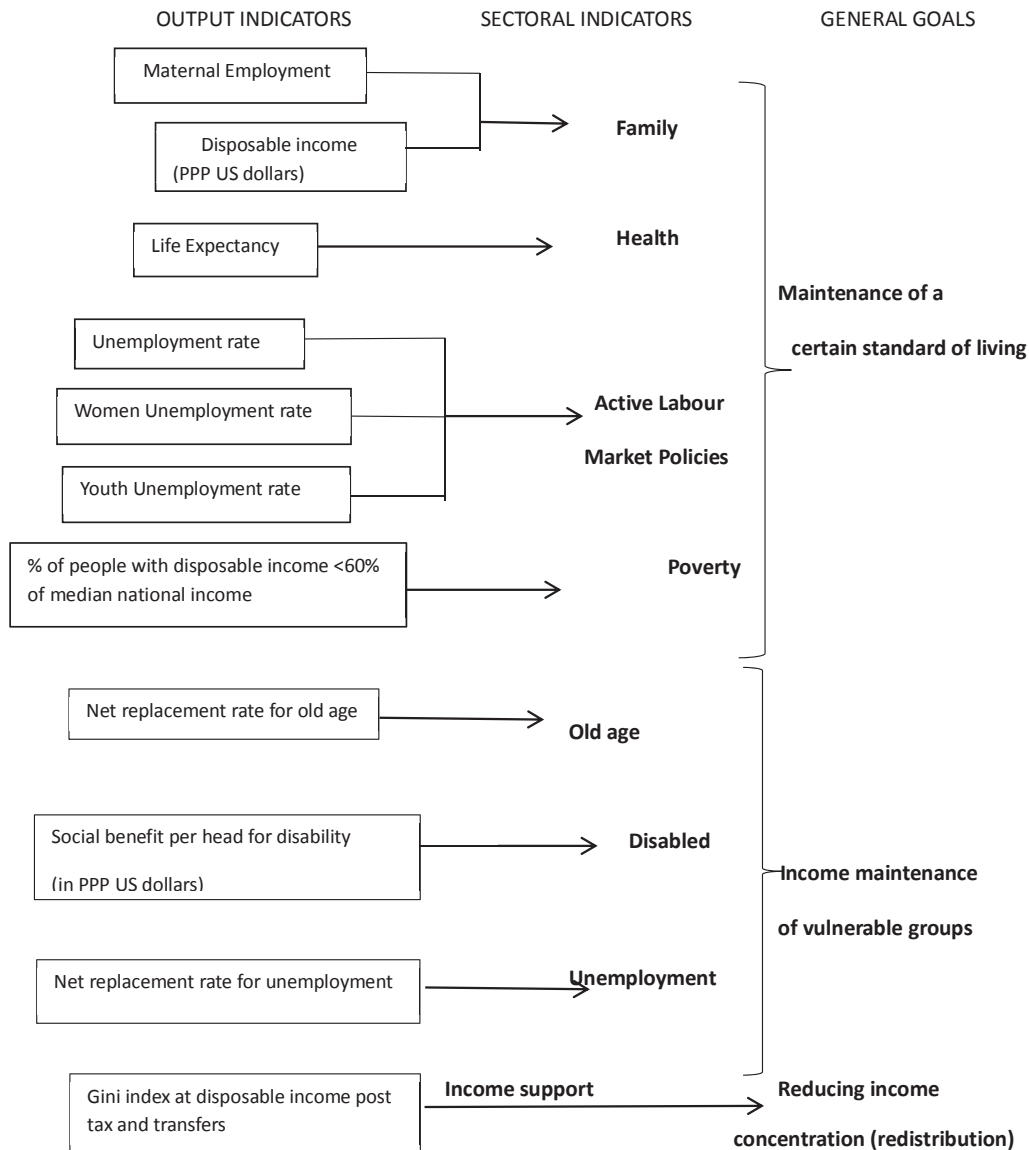 OUTPUT INDICATORS SECTORAL INDICATORS GENERAL GOALS
Maternal Employment
Disposable income
(PPP US dollars)
Family
Life Expectancy
Health
Maintenance of a
certain standard of living
Unemployment rate
Women Unemployment rate
Youth Unemployment rate
Active Labour
Market Policies
% of people with disposable income <60%
of median national income
Poverty
Net replacement rate for old age
Old age
Social benefit per head for disability
(in PPP US dollars)
Disabled
Income maintenance
of vulnerable groups
Net replacement rate for unemployment
Unemployment
Gini index at disposable income post
tax and transfers
Income support
Reducing income
concentration (redistribution)